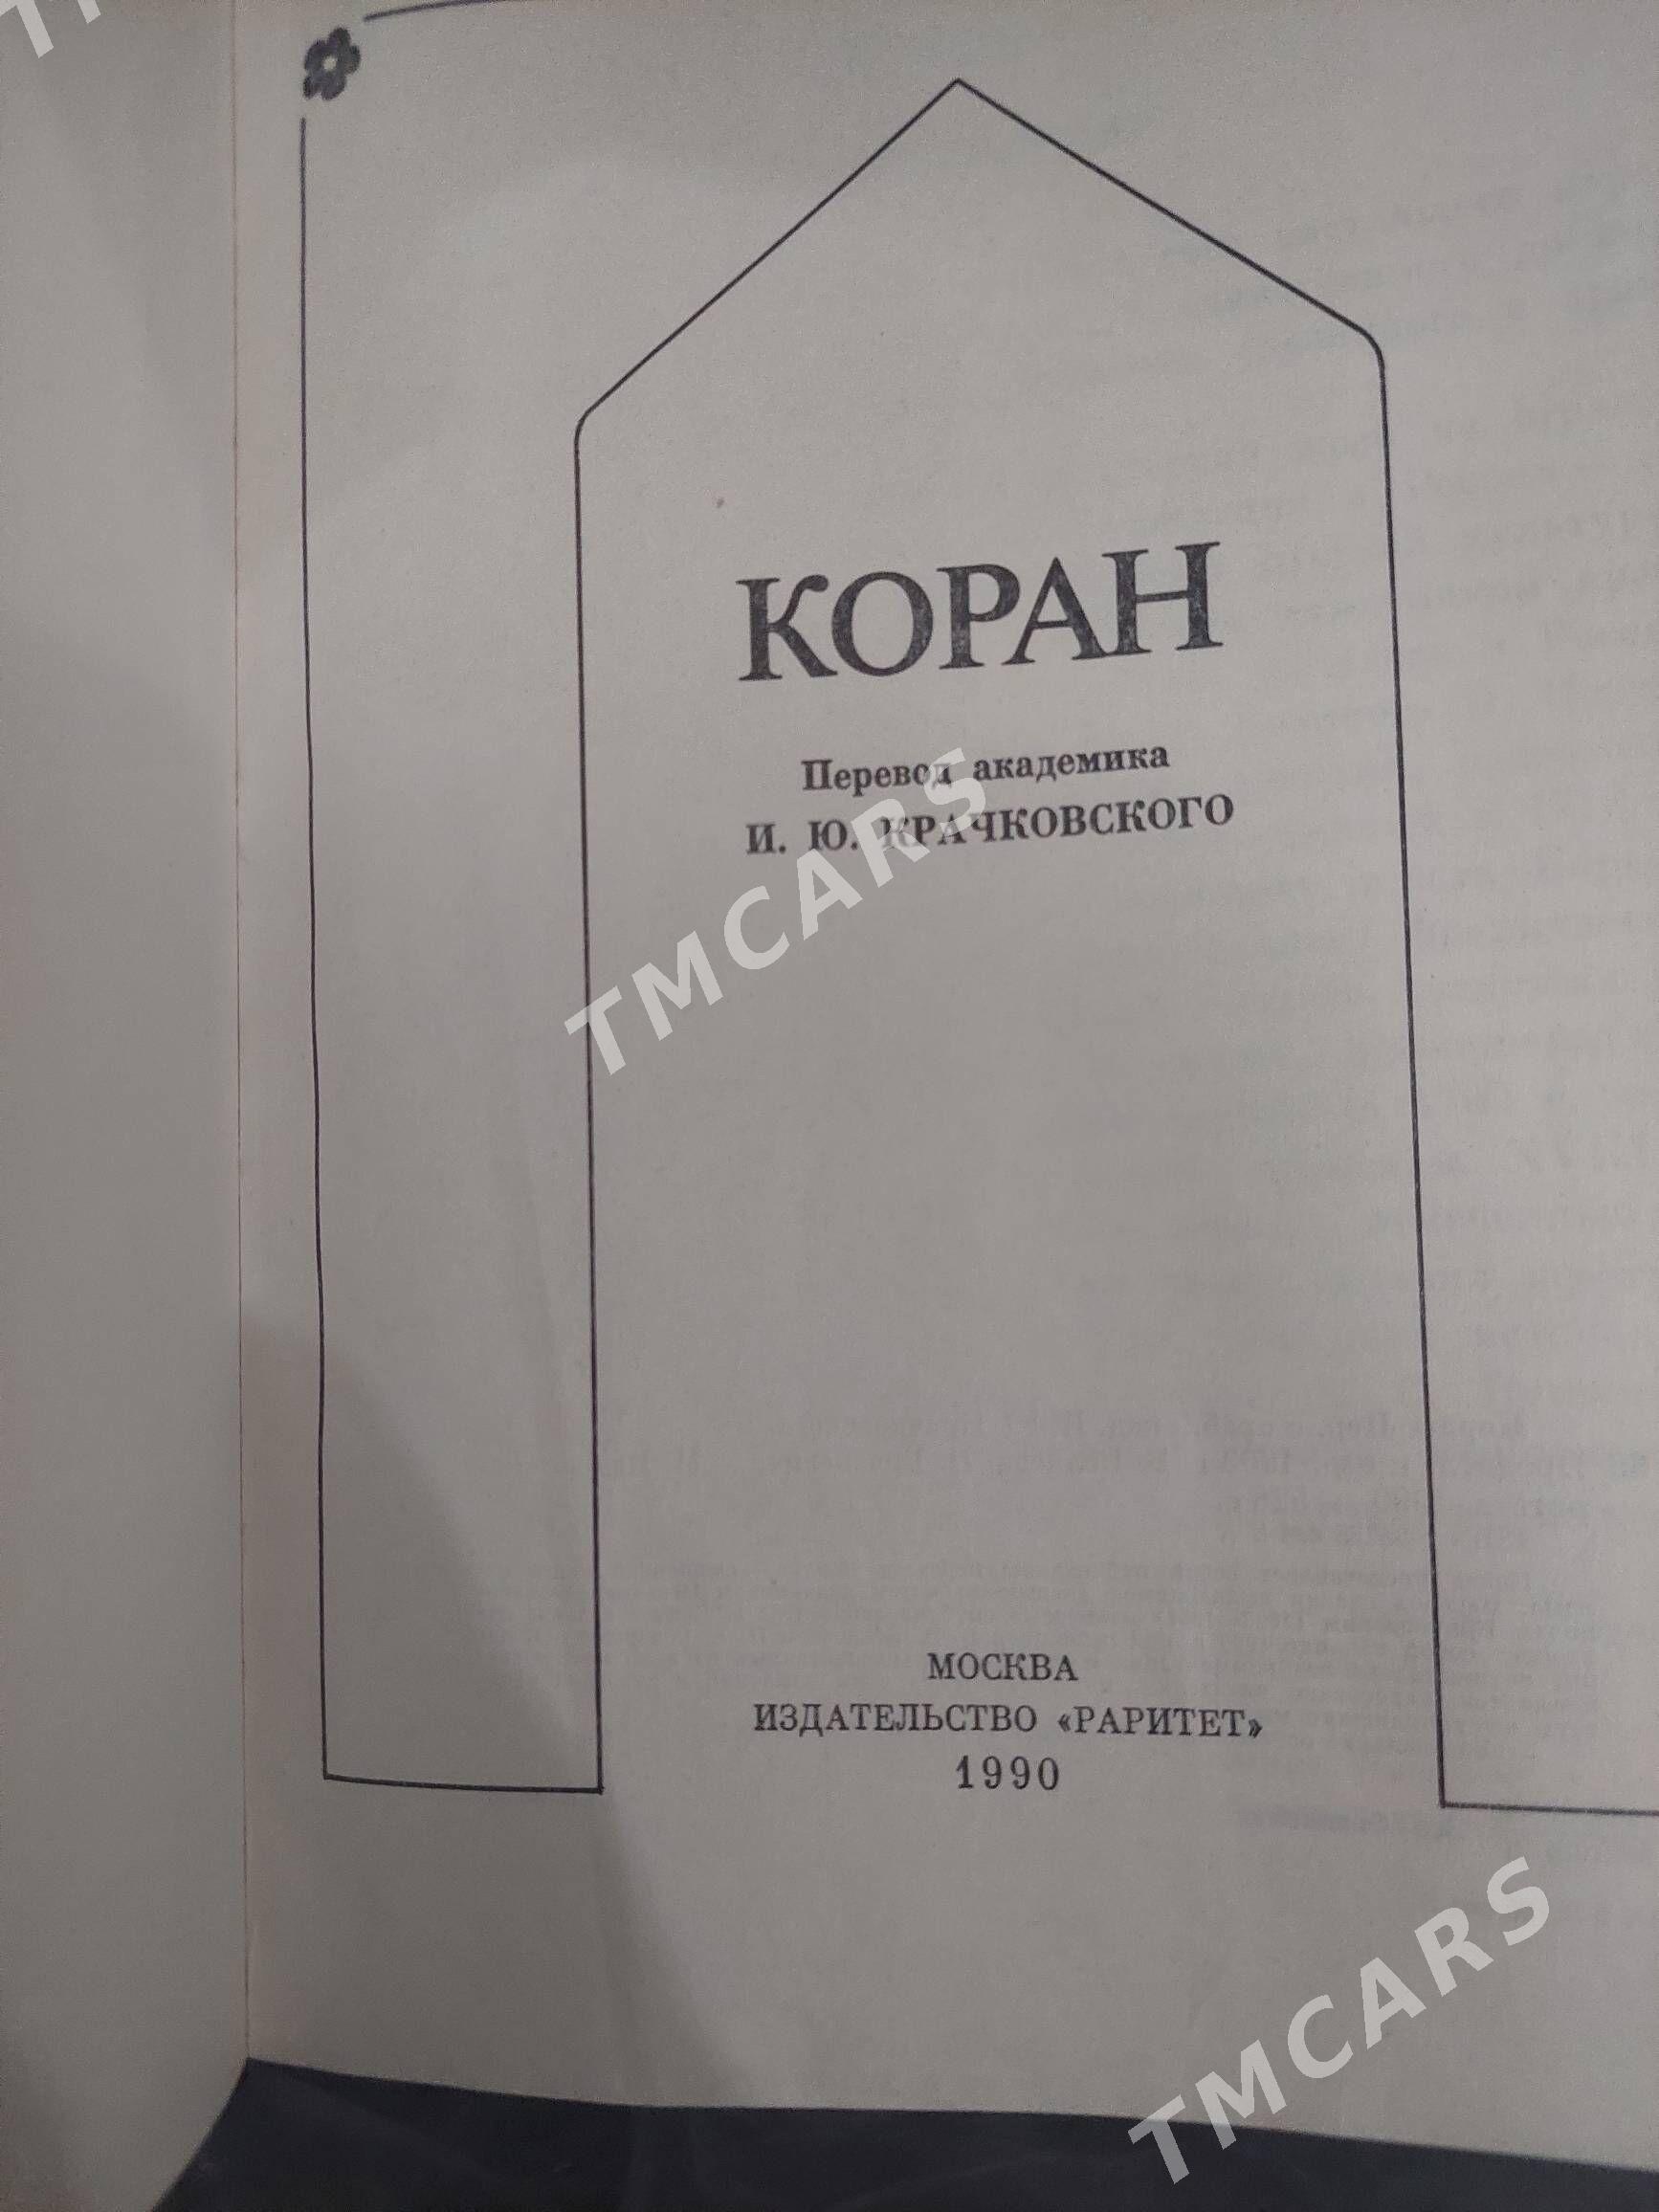 КОРАН
Перевод академика
И. Ю. КРАЧКОВСКОГО
TMCARS
МОСКВА
ИЗДАТЕЛЬСТВО «РАРИТЕТ»
1990
TMCARS